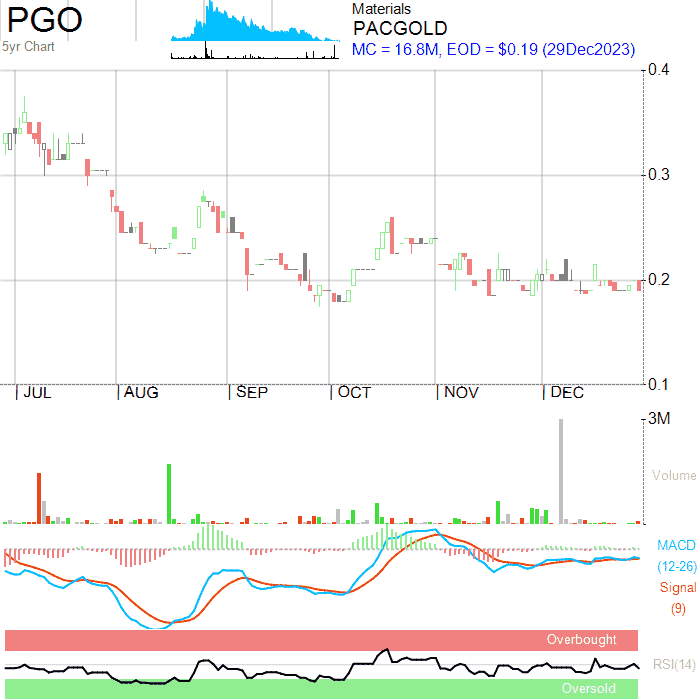 PGO
5yr Chart
Materials
PACGOLD
MC = 16.8M, EOD = $0.19 (29Dec2023)
0.4
0.3
0.2
0.1
JUL AUG SEP OCT NOV DEC
3M
Volume
MACD
(12-26)
Signal
(9)
Overbought
RSI(14)
Oversold